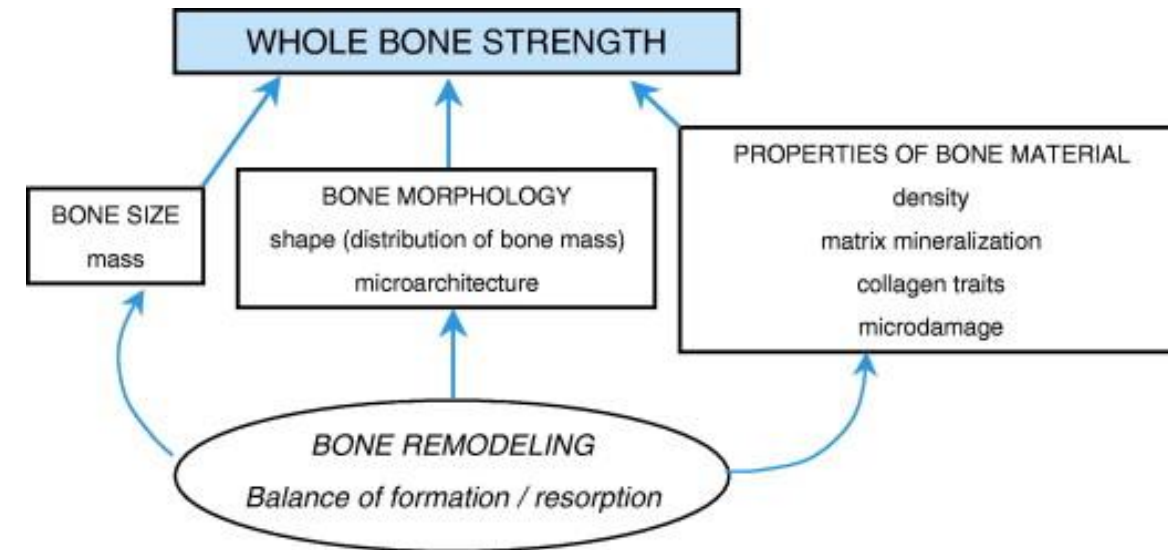 WHOLE BONE STRENGTH
BONE SIZE
mass
BONE MORPHOLOGY
shape (distribution of bone mass)
microarchitecture
PROPERTIES OF BONE MATERIAL
density
matrix mineralization
collagen traits
microdamage
BONE REMODELING
Balance of formation / resorption